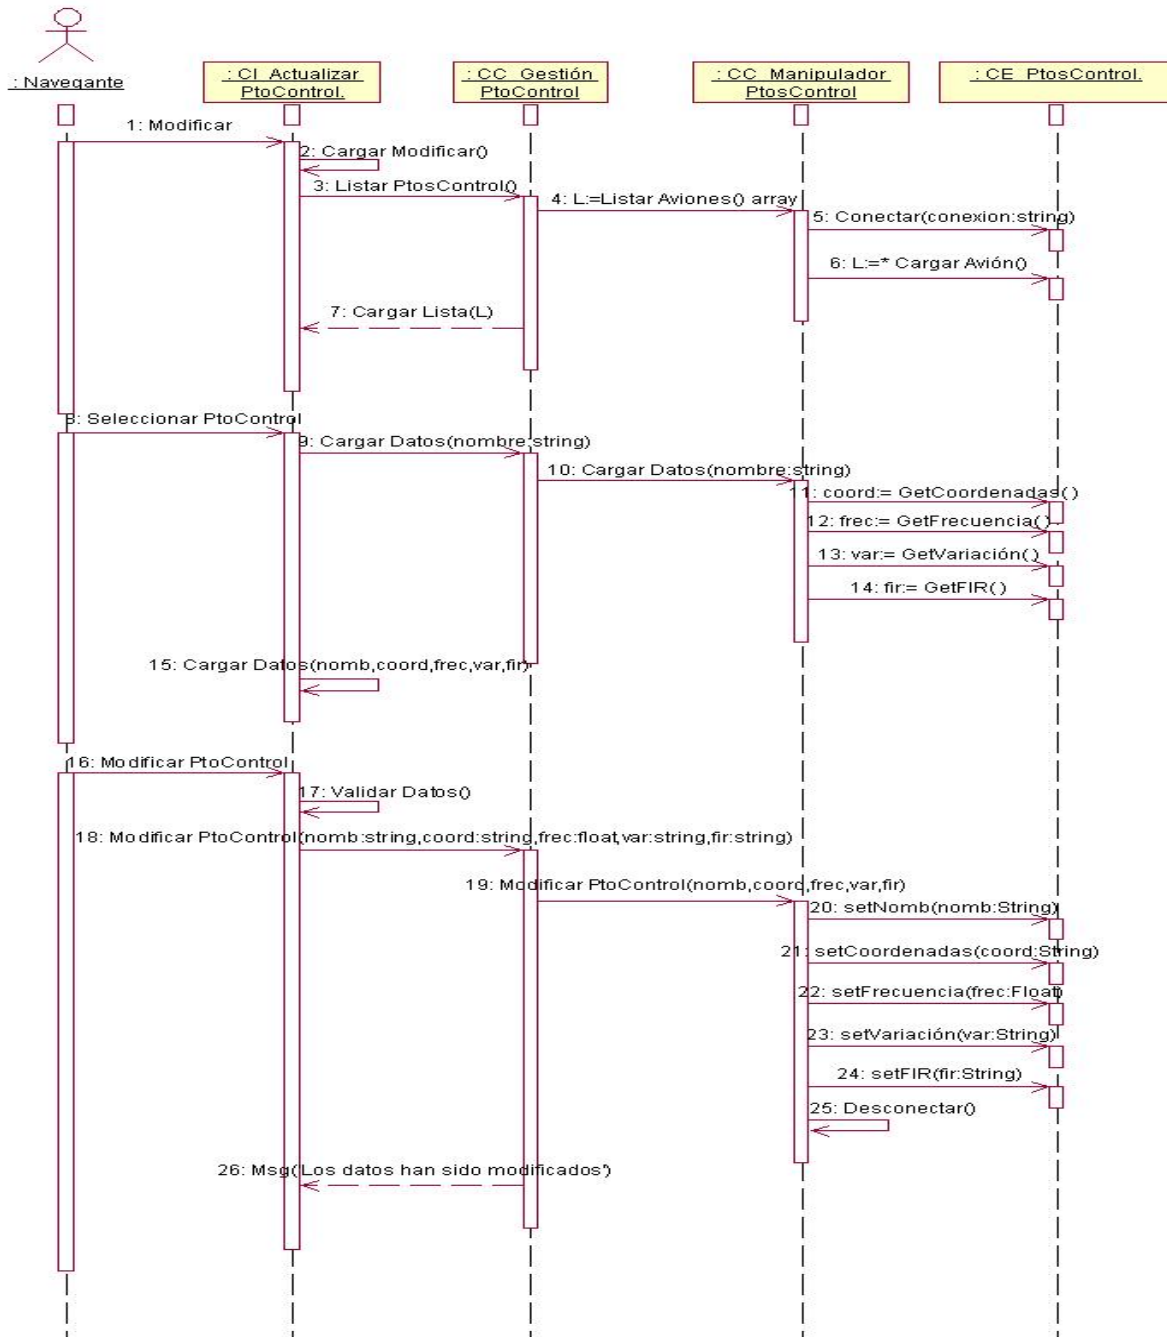 : Navegante
: CI_Actualizar
PtoControl.
: CC_Gestión
PtoControl
: CC_Manipulador
PtosControl
: CE_PtosControl.
1: Modificar
2: Cargar Modificar()
3: Listar PtosControl()
4: L:=Listar Aviones() array
5: Conectar(conexion:string)
6: L:=* Cargar Avión()
7: Cargar Lista(L)
8: Seleccionar PtoControl
9: Cargar Datos(nombre:string)
10: Cargar Datos(nombre:string)
11: coord:= GetCoordenadas()
12: frec:= GetFrecuencia()
13: var:= GetVariación()
14: fir:= GetFIR()
15: Cargar Datos(nomb,coord,frec,var,fir)
16: Modificar PtoControl
17: Validar Datos()
18: Modificar PtoControl(nomb:string,coord:string,frec:float,var:string,fir:string)
19: Modificar PtoControl(nomb,coord,frec,var,fir)
20: setNomb(nomb:String)
21: setCoordenadas(coord:String)
22: setFrecuencia(frec:Float)
23: setVariación(var:String)
24: setFIR(fir:String)
25: Desconectar()
26: Msg('Los datos han sido modificados')